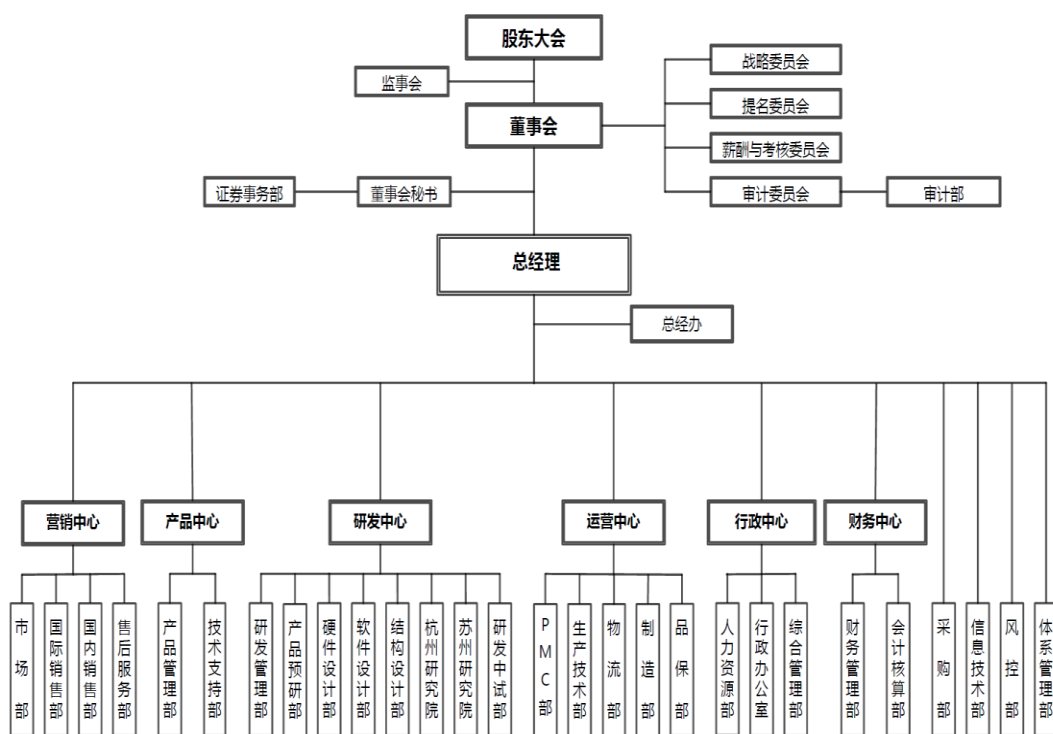 股东大会
监事会
战略委员会
提名委员会
董事会
薪酬与考核委员会
证券事务部
董事会秘书
审计委员会
审计部
总经理
总经办
营销中心
产品中心
研发中心
运营中心
行政中心
财务中心
市场部
国际销售部
国内销售部
售后服务部
产品管理部
技术支持部
研发管理部
产品预研部
硬件设计部
软件设计部
结构设计部
杭州研究院
苏州研究院
研发中试部
PMC部
生产技术部
物流部
制造部
品保部
人力资源部
行政办公室
综合管理部
财务管理部
会计核算部
采购部
信息技术部
风控部
体系管理部